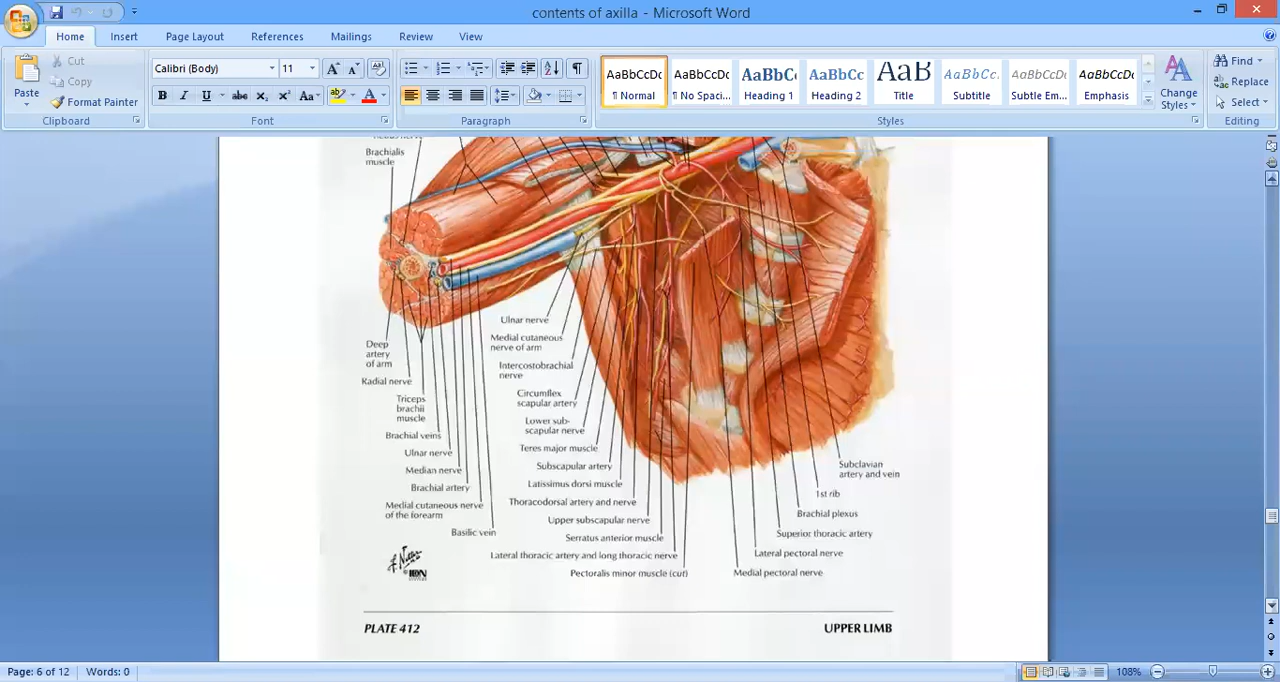 contents of axilla - Microsoft Word
Home Insert Page Layout References Mailings Review View
Paste
Cut
Copy
Format Painter
Clipboard
Calibri (Body) 11
Font
Paragraph
AaBbCcDc
¶ Normal
AaBbCcDc
¶ No Spaci...
AaBbC
Heading 1
AaBbCc
Heading 2
AaB
Title
AaBbCc.
Subtitle
AaBbCcDc
Subtle Em...
AaBbCcDc
Emphasis
Change
Styles
Styles
Find
Replace
Select
Editing
Brachialis
muscle
Deep
artery
of arm
Radial nerve
Triceps
brachii
muscle
Brachial veins
Ulnar nerve
Median nerve
Brachial artery
Medial cutaneous nerve
of the forearm
Basilic vein
Ulnar nerve
Medial cutaneous
nerve of arm
Intercostobrachial
nerve
Circumflex
scapular artery
Lower sub-
scapular nerve
Teres major muscle
Subscapular artery
Latissimus dorsi muscle
Thoracodorsal artery and nerve
Upper subscapular nerve
Serratus anterior muscle
Lateral thoracic artery and long thoracic nerve
Pectoralis minor muscle (cut)
Subclavian
artery and vein
1st rib
Brachial plexus
Superior thoracic artery
Lateral pectoral nerve
Medial pectoral nerve
PLATE 412
UPPER LIMB
Page: 6 of 12 Words: 0
108%